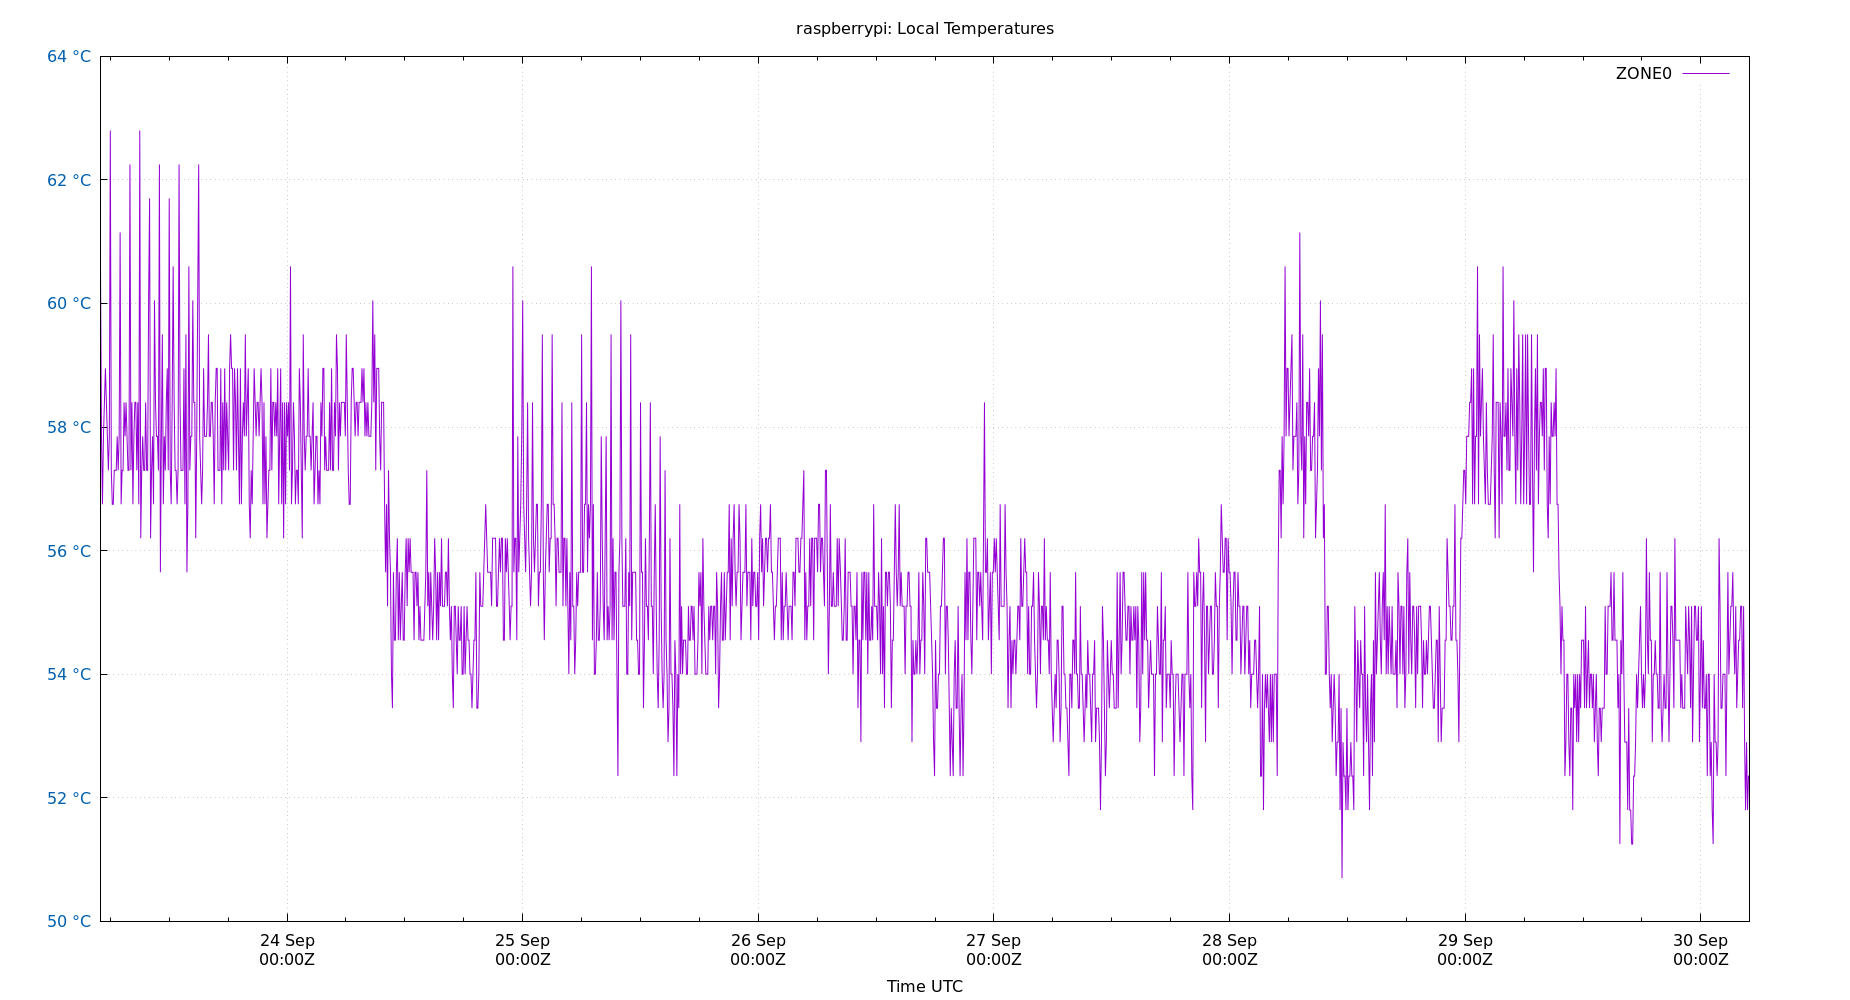 raspberrypi: Local Temperatures
64 °C
ZONE0
62 °C
60 °C
58 °C
56 °C
54 °C
52 °C
50 °C
24 Sep 25 Sep 26 Sep 27 Sep 28 Sep 29 Sep 30 Sep
00:00Z 00:00Z 00:00Z 00:00Z 00:00Z 00:00Z 00:00Z
Time UTC